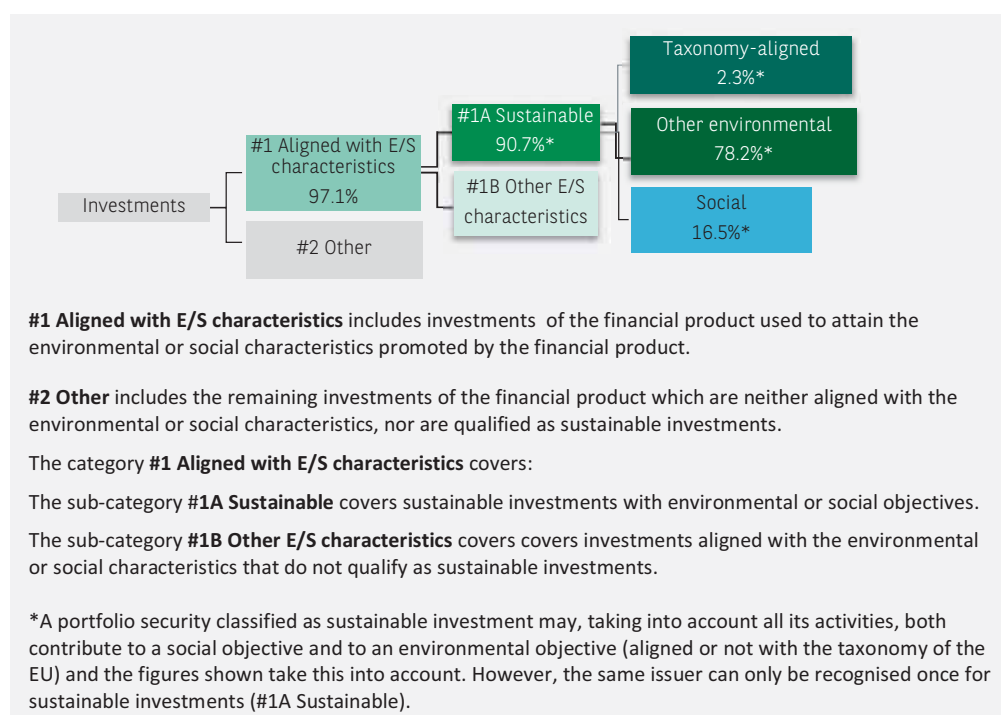 Taxonomy-aligned
2.3%*
#1A Sustainable
90.7%*
Other environmental
78.2%*
#1 Aligned with E/S
characteristics
97.1%
#1B Other E/S
characteristics
Investments
Social
16.5%*
#2 Other
#1 Aligned with E/S characteristics includes investments of the financial product used to attain the
environmental or social characteristics promoted by the financial product.
#2 Other includes the remaining investments of the financial product which are neither aligned with the
environmental or social characteristics, nor are qualified as sustainable investments.
The category #1 Aligned with E/S characteristics covers:
The sub-category #1A Sustainable covers sustainable investments with environmental or social objectives.
The sub-category #1B Other E/S characteristics covers covers investments aligned with the environmental
or social characteristics that do not qualify as sustainable investments.
*A portfolio security classified as sustainable investment may, taking into account all its activities, both
contribute to a social objective and to an environmental objective (aligned or not with the taxonomy of the
EU) and the figures shown take this into account. However, the same issuer can only be recognised once for
sustainable investments (#1A Sustainable).